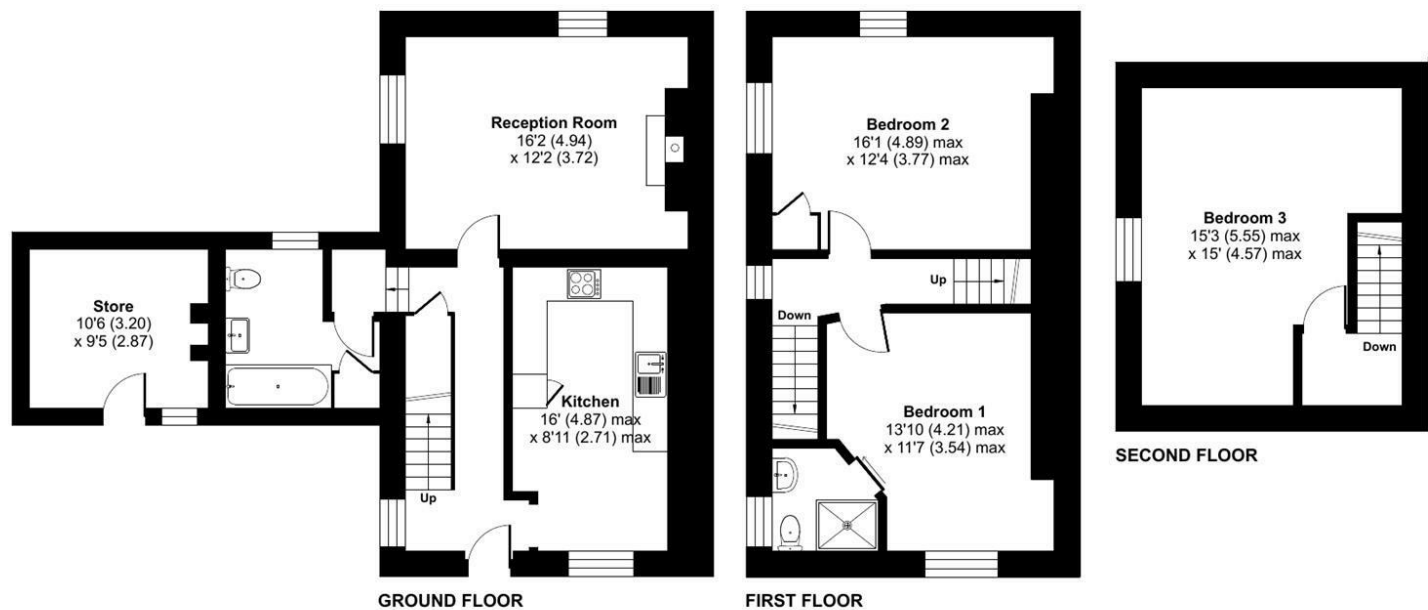 Reception Room
16'2 (4.94)
x 12'2 (3.72)
Store
10'6 (3.20)
x 9'5 (2.87)
Kitchen
16' (4.87) max
x 8'11 (2.71) max
Up
GROUND FLOOR
Bedroom 2
16'1 (4.89) max
x 12'4 (3.77) max
Up
Down
Bedroom 1
13'10 (4.21) max
x 11'7 (3.54) max
FIRST FLOOR
Bedroom 3
15'3 (5.55) max
x 15' (4.57) max
Down
SECOND FLOOR